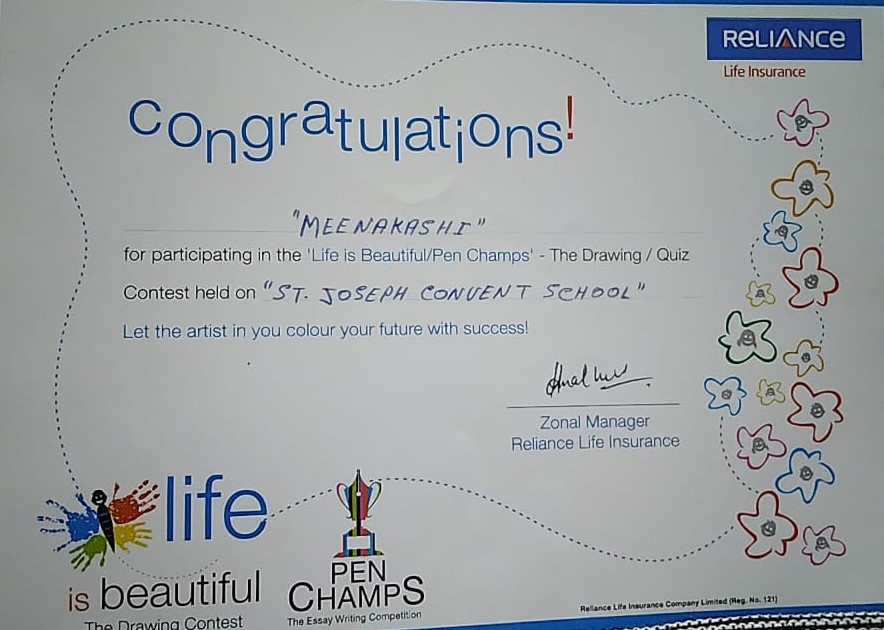 RELIANCE
Life Insurance
Congratulations!
"MEENAKASHI"
for participating in the 'Life is Beautiful/Pen Champs' - The Drawing / Quiz
Contest held on "ST. JOSEPH CONVENT SCHOOL"
Let the artist in you colour your future with success!
Zonal Manager
Reliance Life Insurance
life
is beautiful
The Drawing Contest
PEN
CHAMPS
The Essay Writing Competition
Reliance Life Insurance Company Limited (Reg. No. 121)